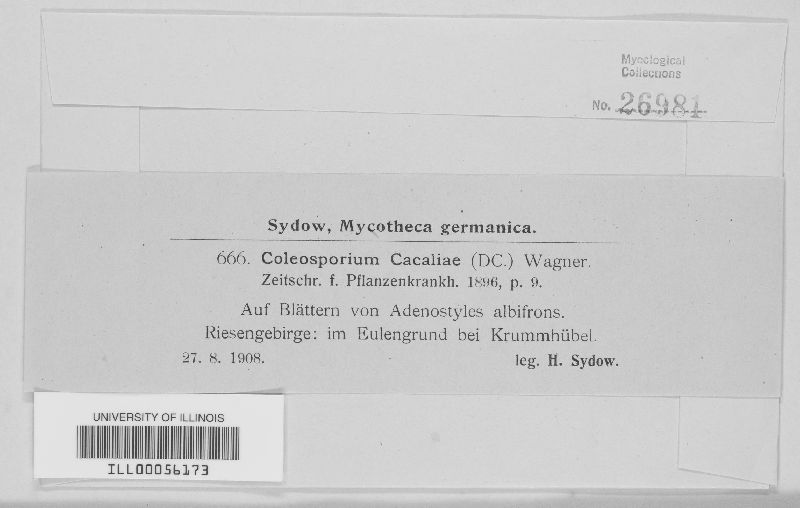 Mycological
Collections
No. 26981
Sydow, Mycotheca germanica.
666. Coleosporium Cacaliae (DC.) Wagner.
Zeitschr. f. Pflanzenkrankh. 1896, p. 9.
Auf Blättern von Adenostyles albifrons.
Riesengebirge: im Eulengrund bei Krummhübel.
27. 8. 1908. leg. H. Sydow.
UNIVERSITY OF ILLINOIS
ILL00056173